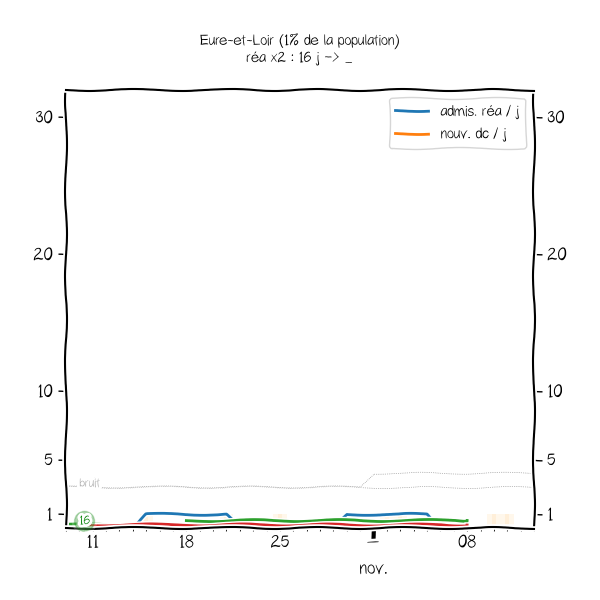 Eure-et-Loir (1% de la population)
réa x2 : 16 j -> _
admis. réa / j
nouv. dc / j
30
30
20
20
10
10
5
5
bruit
1
1
16
11
18
25
1
08
nov.